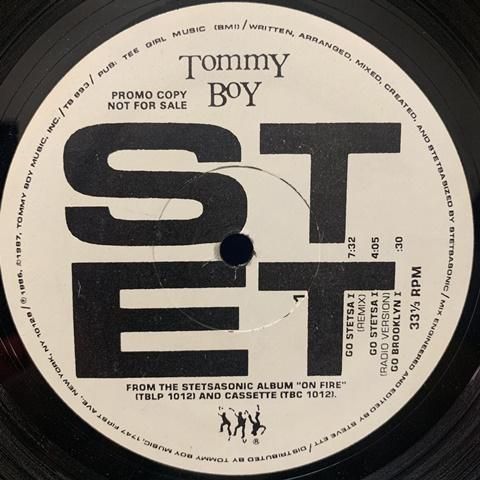 TB 893/PUB: TEE GIRL MUSIC (BMI)/WRITTEN, ARRANGED, MIXED, CREATED, AND STETSASIZED BY STETSASONIC/MIX ENGINEERED AND EDITED BY STEVE ETT/DISTRIBUTED BY TOMMY BOY MUSIC, 1747 FIRST AVE., NEW YORK, NY 10128/℗ 1986, ©1987, TOMMY BOY MUSIC, INC./
TOMMY
BOY
PROMO COPY
NOT FOR SALE
ST
ET
1
GO STETSA I 7:32
(REMIX)
GO STETSA I 4:05
(RADIO VERSION)
GO BROOKLYN I :30
33⅓ RPM
FROM THE STETSASONIC ALBUM "ON FIRE"
(TBLP 1012) AND CASSETTE (TBC 1012).
®